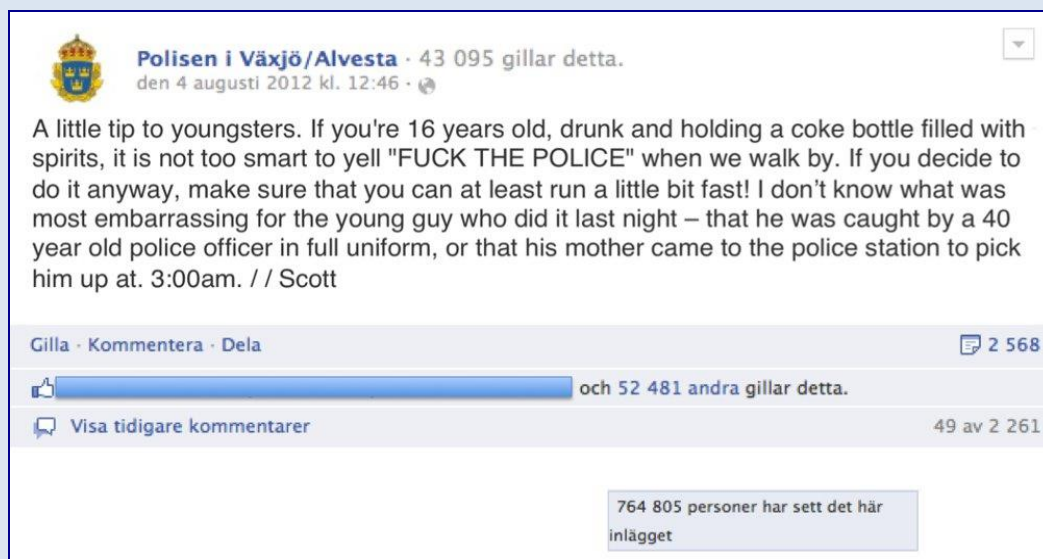 Polisen i Växjö/Alvesta · 43 095 gillar detta.
den 4 augusti 2012 kl. 12:46 ·
A little tip to youngsters. If you're 16 years old, drunk and holding a coke bottle filled with
spirits, it is not too smart to yell "FUCK THE POLICE" when we walk by. If you decide to
do it anyway, make sure that you can at least run a little bit fast! I don’t know what was
most embarrassing for the young guy who did it last night – that he was caught by a 40
year old police officer in full uniform, or that his mother came to the police station to pick
him up at. 3:00am. / / Scott
Gilla · Kommentera · Dela 2 568
och 52 481 andra gillar detta.
Visa tidigare kommentarer 49 av 2 261
764 805 personer har sett det här
inlägget